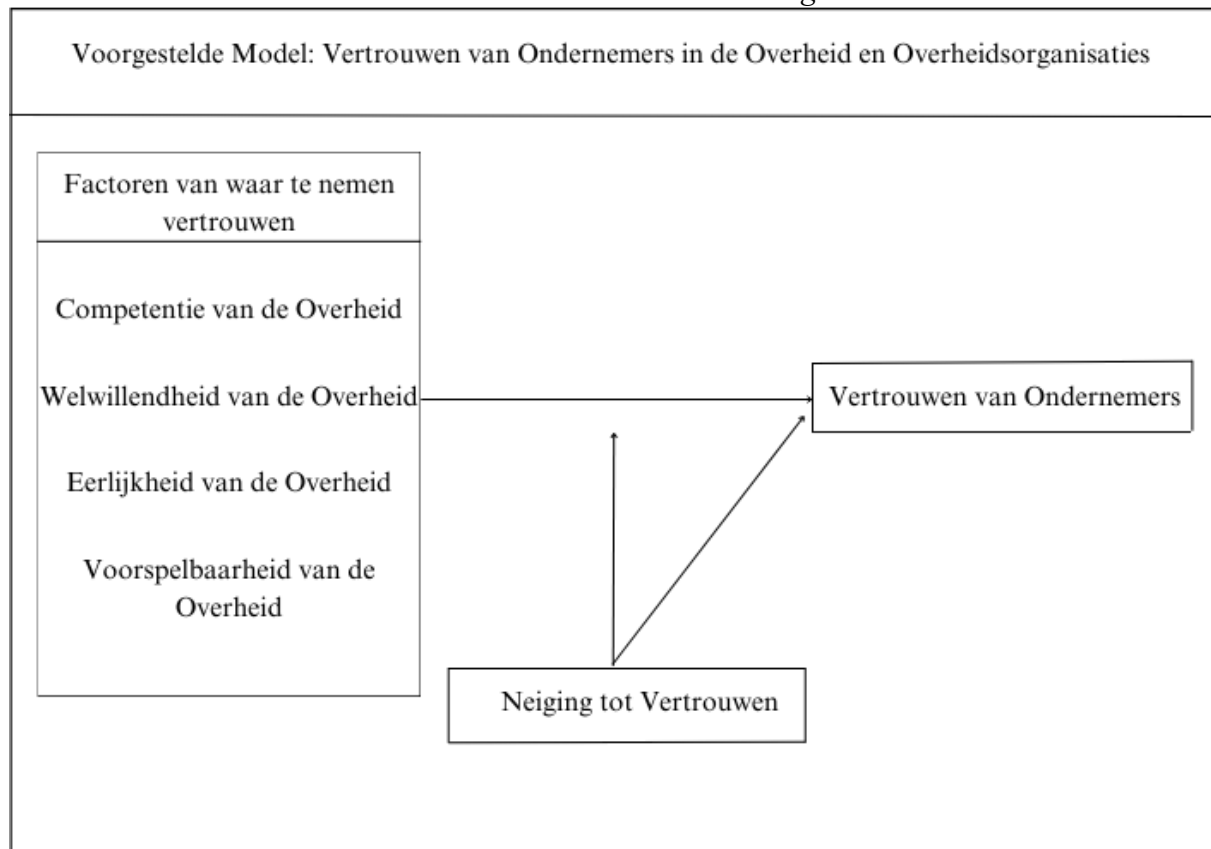 Voorgestelde Model: Vertrouwen van Ondernemers in de Overheid en Overheidsorganisaties
Factoren van waar te nemen
vertrouwen
Competentie van de Overheid
Welwillendheid van de Overheid
Eerlijkheid van de Overheid
Voorspelbaarheid van de
Overheid
Vertrouwen van Ondernemers
Neiging tot Vertrouwen